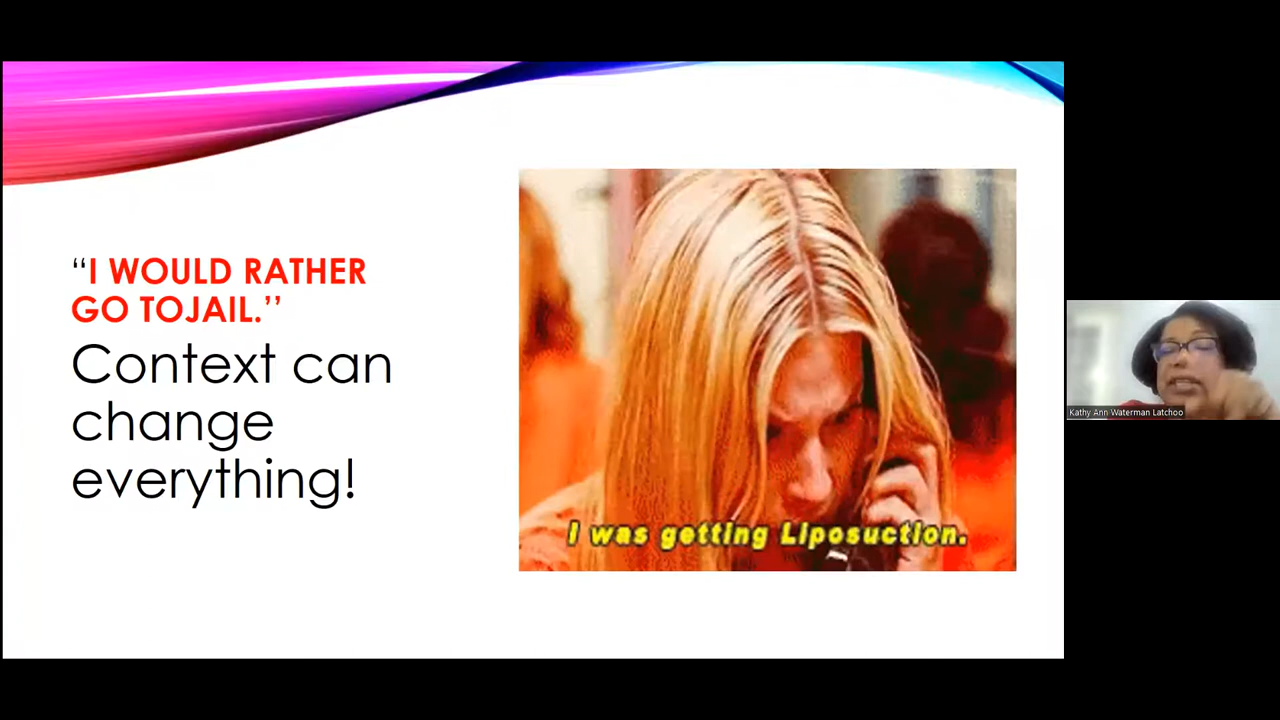 “I WOULD RATHER
GO TOJAIL.’’
Context can
change
everything!
I was getting Liposuction.
Kathy Ann Waterman Latchoo